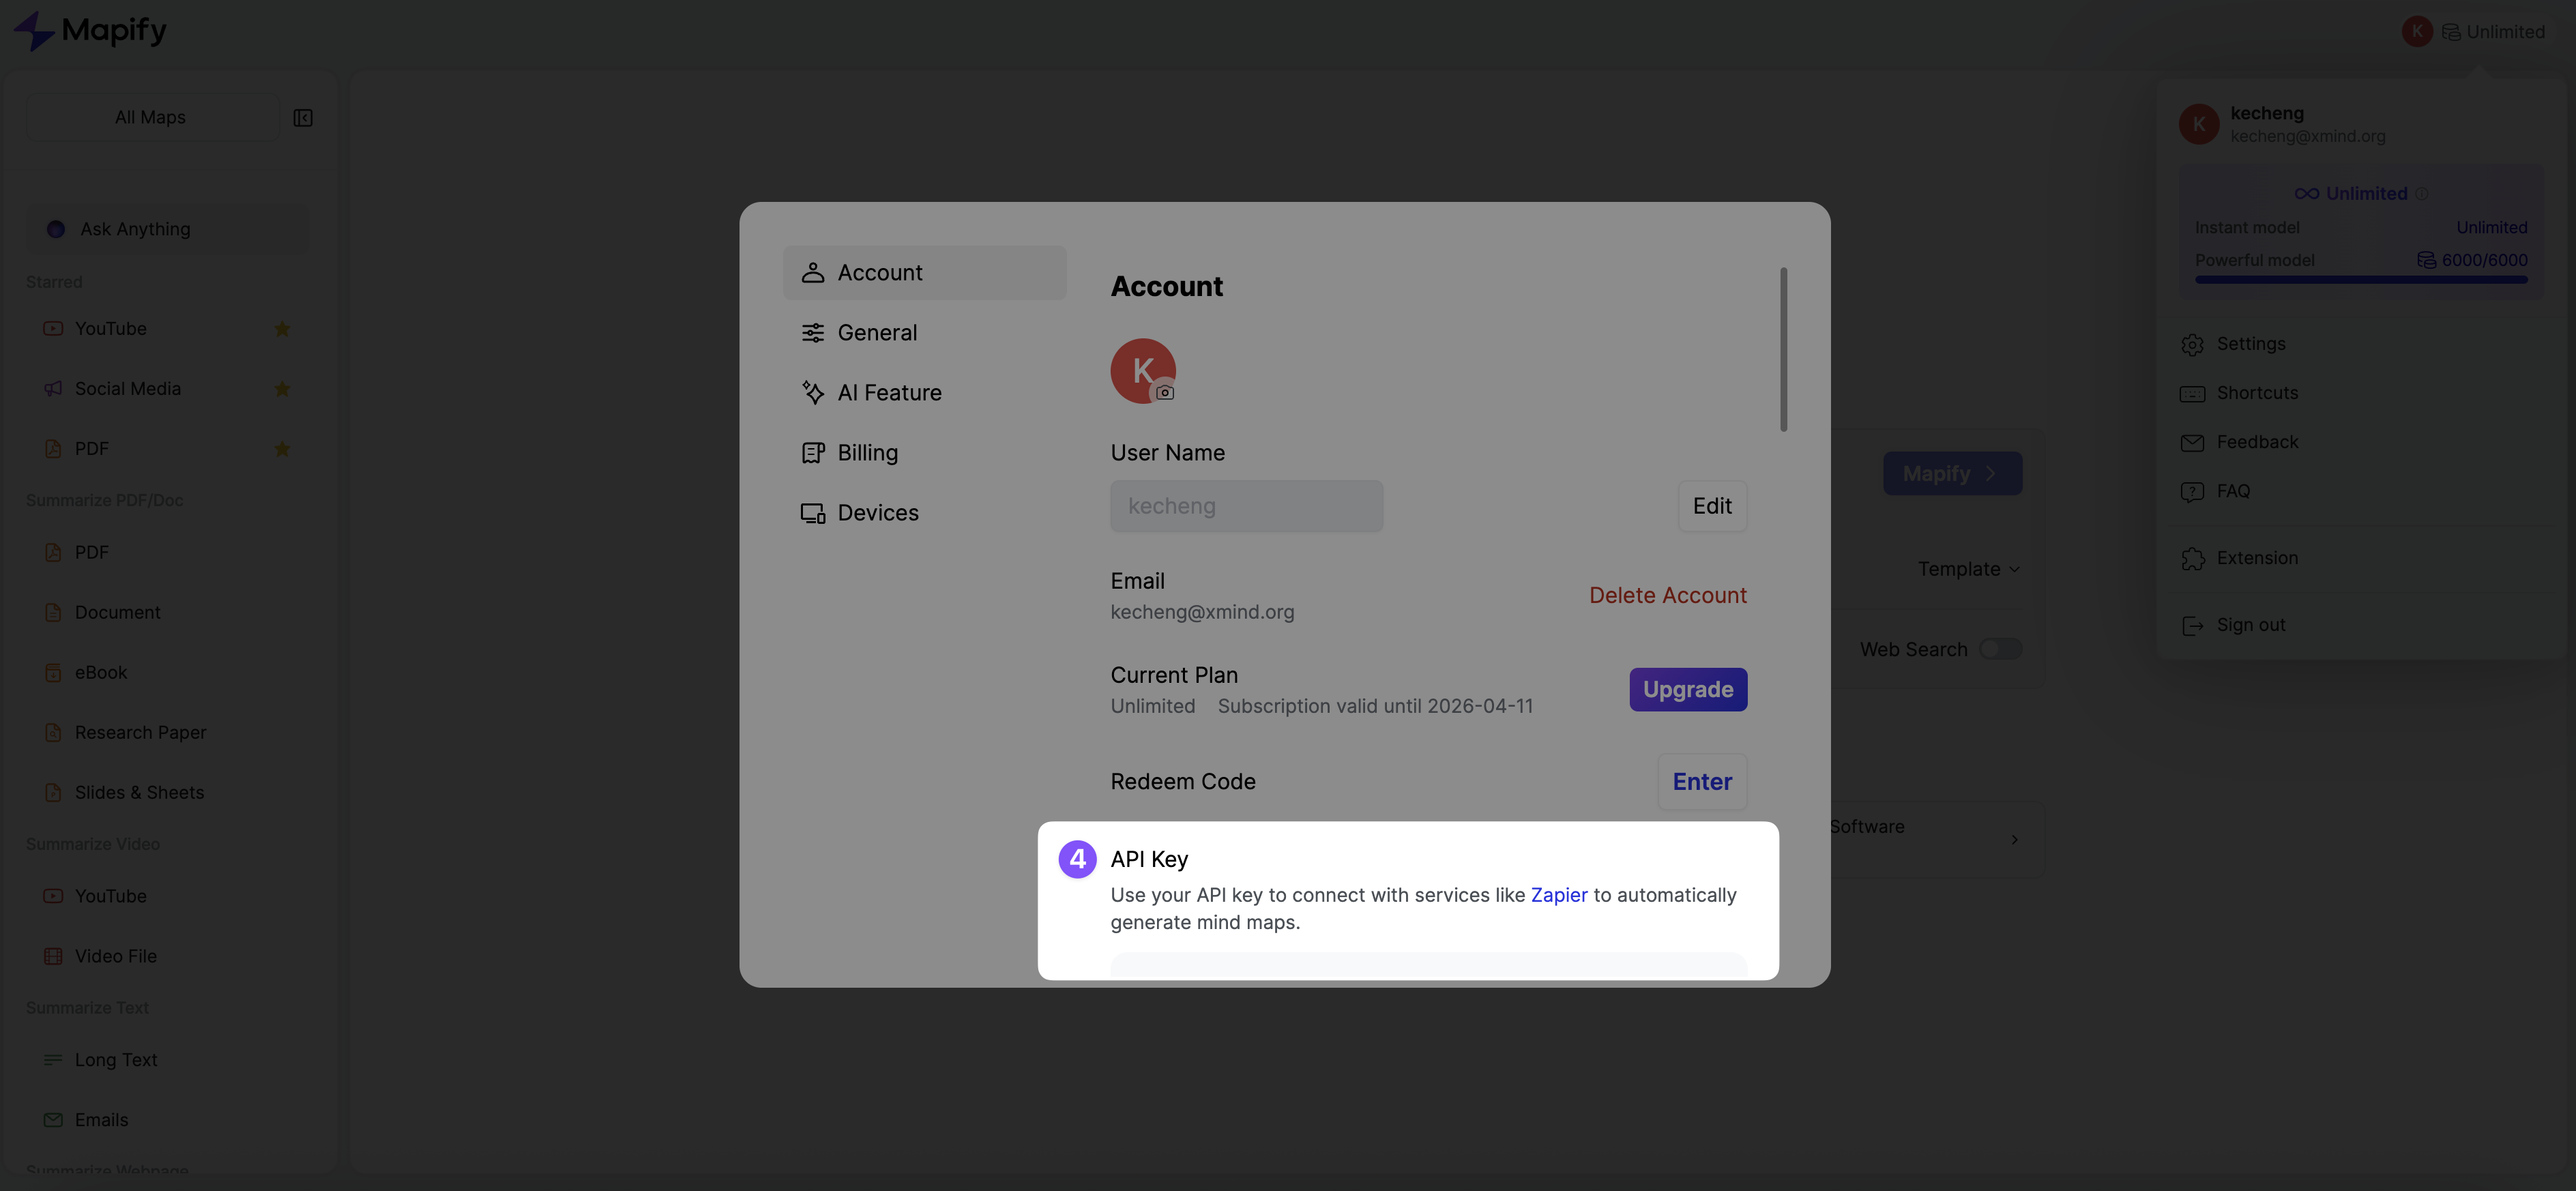 Mapify
K Unlimited
All Maps
Ask Anything
Starred
YouTube
Social Media
PDF
Summarize PDF/Doc
PDF
Document
eBook
Research Paper
Slides & Sheets
Summarize Video
YouTube
Video File
Summarize Text
Long Text
Emails
Summarize Webpage
Account
General
AI Feature
Billing
Devices
Account
K
User Name
kecheng
Edit
Email
kecheng@xmind.org
Delete Account
Current Plan
Unlimited Subscription valid until 2026-04-11
Upgrade
Redeem Code
Enter
4 API Key
Use your API key to connect with services like Zapier to automatically
generate mind maps.
Mapify
Template
Web Search
Software
K
kecheng
kecheng@xmind.org
Unlimited
Instant model Unlimited
Powerful model 6000/6000
Settings
Shortcuts
Feedback
FAQ
Extension
Sign out